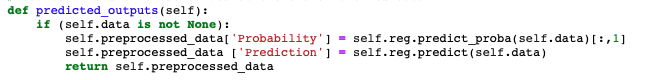 def predicted_outputs(self):
    if (self.data is not None):
        self.preprocessed_data['Probability'] = self.reg.predict_proba(self.data)[:,1]
        self.preprocessed_data ['Prediction'] = self.reg.predict(self.data)
        return self.preprocessed_data